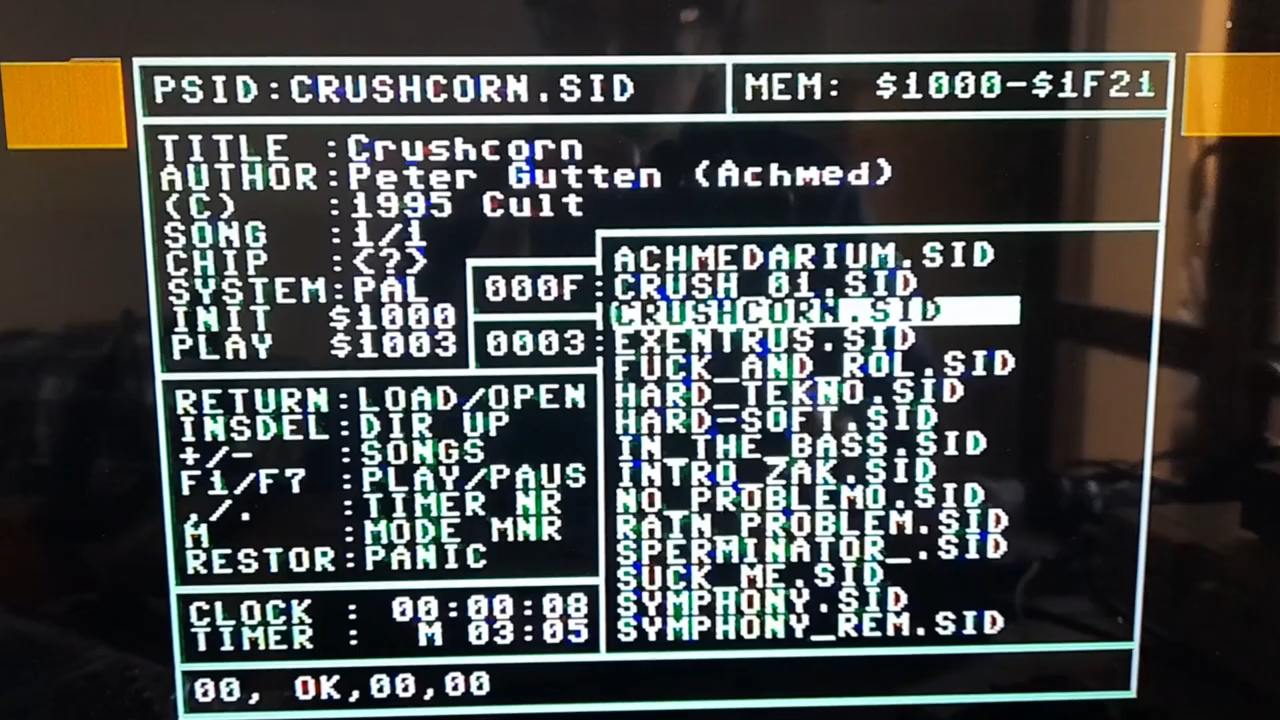 PSID:CRUSHCORN.SID
MEM: $1000-$1F21
TITLE :Crushcorn
AUTHOR:Peter Gutten (Achmed)
(C) :1995 Cult
SONG :1/1
CHIP :<?>
SYSTEM:PAL
INIT $1000
PLAY $1003
000F:
0003:
ACHMEDARIUM.SID
CRUSH_01.SID
CRUSHCORN.SID
EXENTRUS.SID
FUCK_AND_ROL.SID
HARD_TEKNO.SID
HARD-SOFT.SID
IN_THE_BASS.SID
INTRO_ZAK.SID
NO_PROBLEMO.SID
RAIN_PROBLEM.SID
SPERMINATOR_.SID
SUCK_ME.SID
SYMPHONY.SID
SYMPHONY_REM.SID
RETURN:LOAD/OPEN
INSDEL:DIR UP
+/- :SONGS
F1/F7 :PLAY/PAUS
,/. :TIMER NR
M :MODE MNR
RESTOR:PANIC
CLOCK : 00:00:08
TIMER : M 03:05
00, OK,00,00